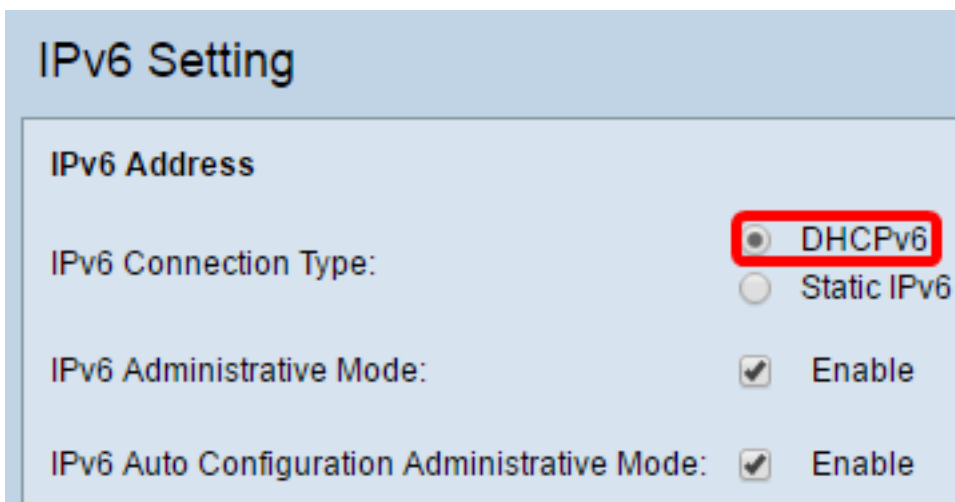 IPv6 Setting
IPv6 Address
IPv6 Connection Type:
DHCPv6
Static IPv6
IPv6 Administrative Mode: Enable
IPv6 Auto Configuration Administrative Mode: Enable